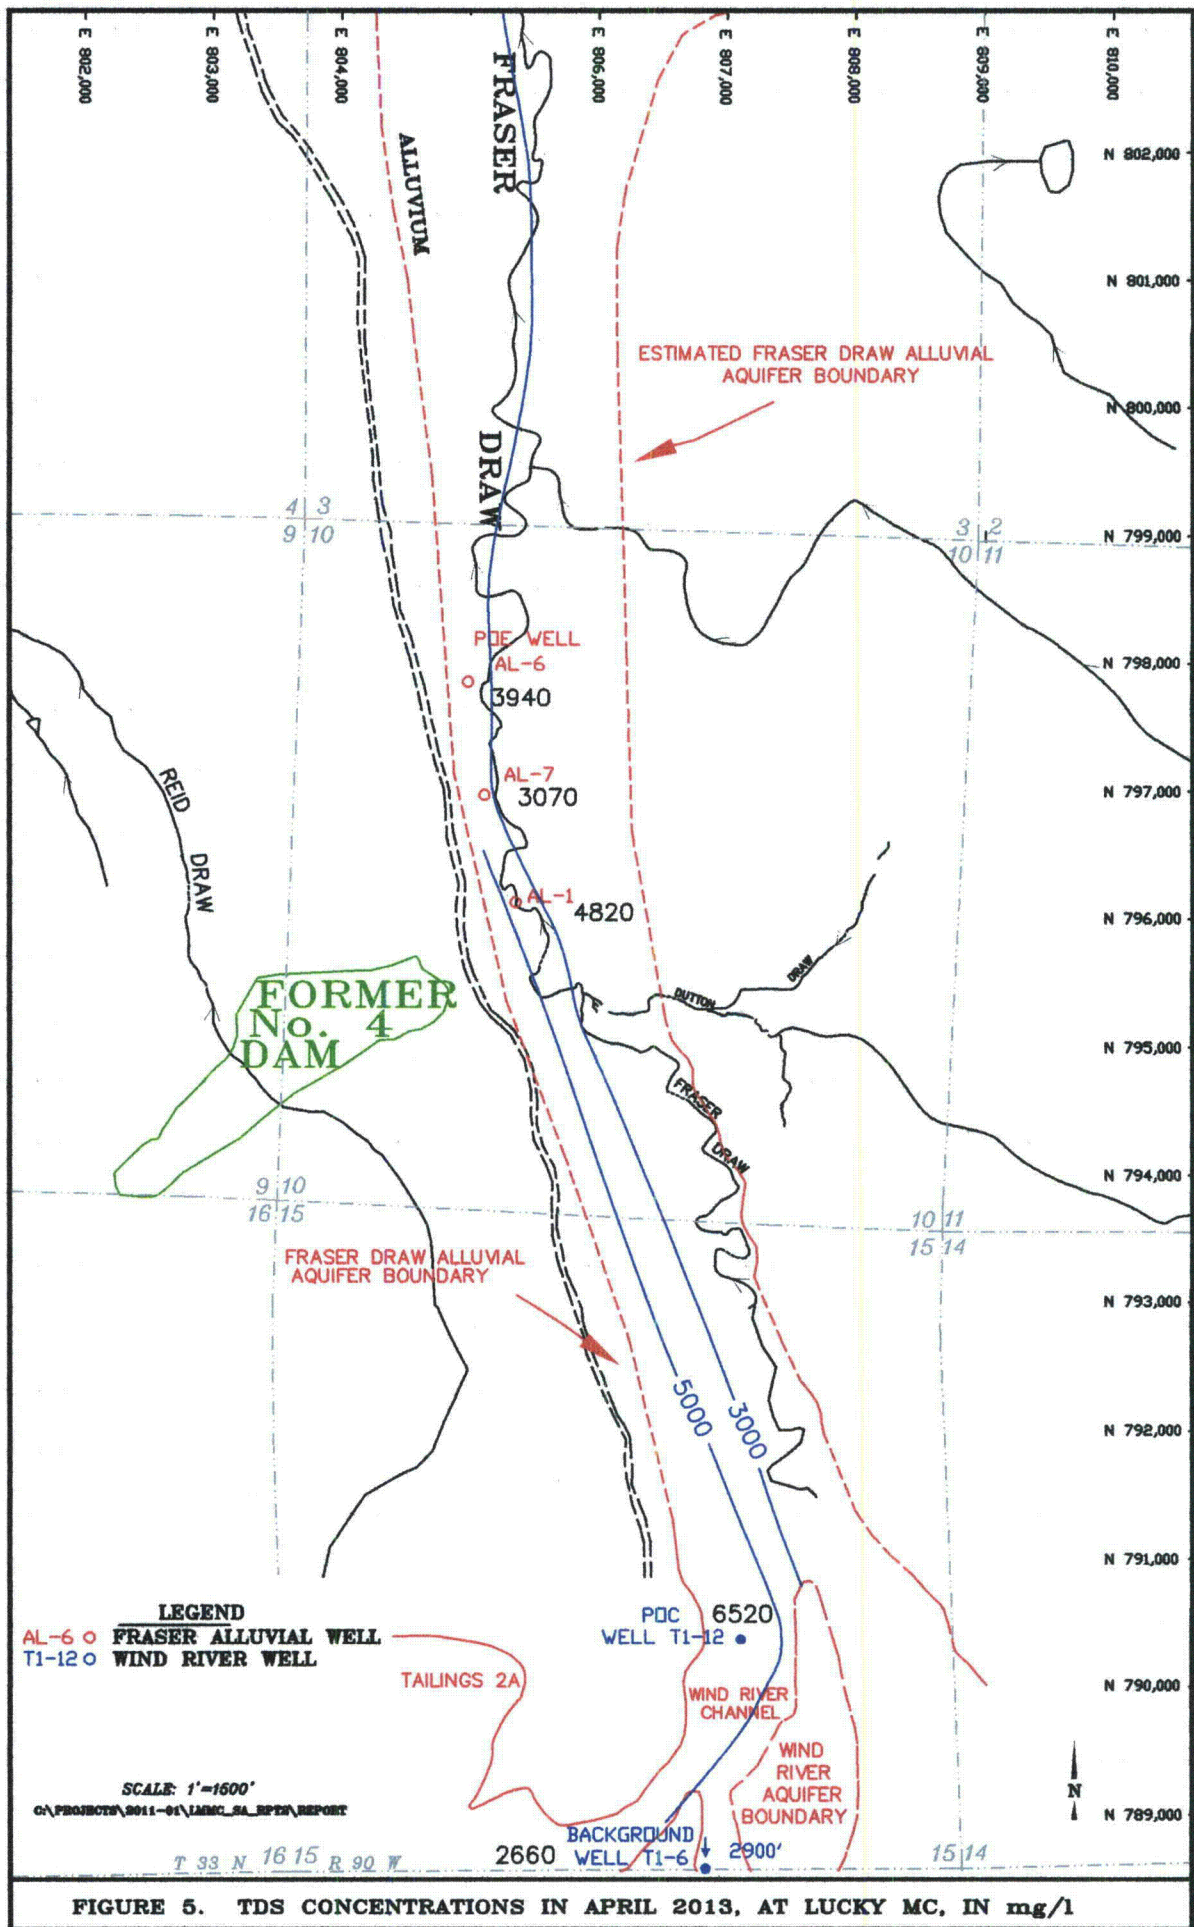 E 802,000
E 803,000
E 804,000
E 806,000
E 807,000
E 808,000
E 809,000
E 810,000
FRASER
DRAW
ALLUVIUM
N 802,000
N 801,000
ESTIMATED FRASER DRAW ALLUVIAL
AQUIFER BOUNDARY
N 800,000
4 3
9 10
3 2
10 11
N 799,000
POE WELL
AL-6
3940
N 798,000
REID
DRAW
AL-7
3070
N 797,000
AL-1
4820
N 796,000
FORMER
No. 4
DAM
DUTTON
DRAW
N 795,000
FRASER
DRAW
N 794,000
9 10
16 15
10 11
15 14
FRASER DRAW ALLUVIAL
AQUIFER BOUNDARY
N 793,000
5000
3000
N 792,000
N 791,000
LEGEND
AL-6 FRASER ALLUVIAL WELL
T1-12 WIND RIVER WELL
POC
WELL T1-12
6520
TAILINGS 2A
WIND RIVER
CHANNEL
N 790,000
WIND
RIVER
AQUIFER
BOUNDARY
N
SCALE: 1"=1600'
C:\PROJECTS\2011-01\LMMC_SA_RPTS\REPORT
N 789,000
BACKGROUND
WELL T1-6
2900'
2660
T 33 N 16 15 R 90 W
15 14
FIGURE 5. TDS CONCENTRATIONS IN APRIL 2013, AT LUCKY MC, IN mg/l